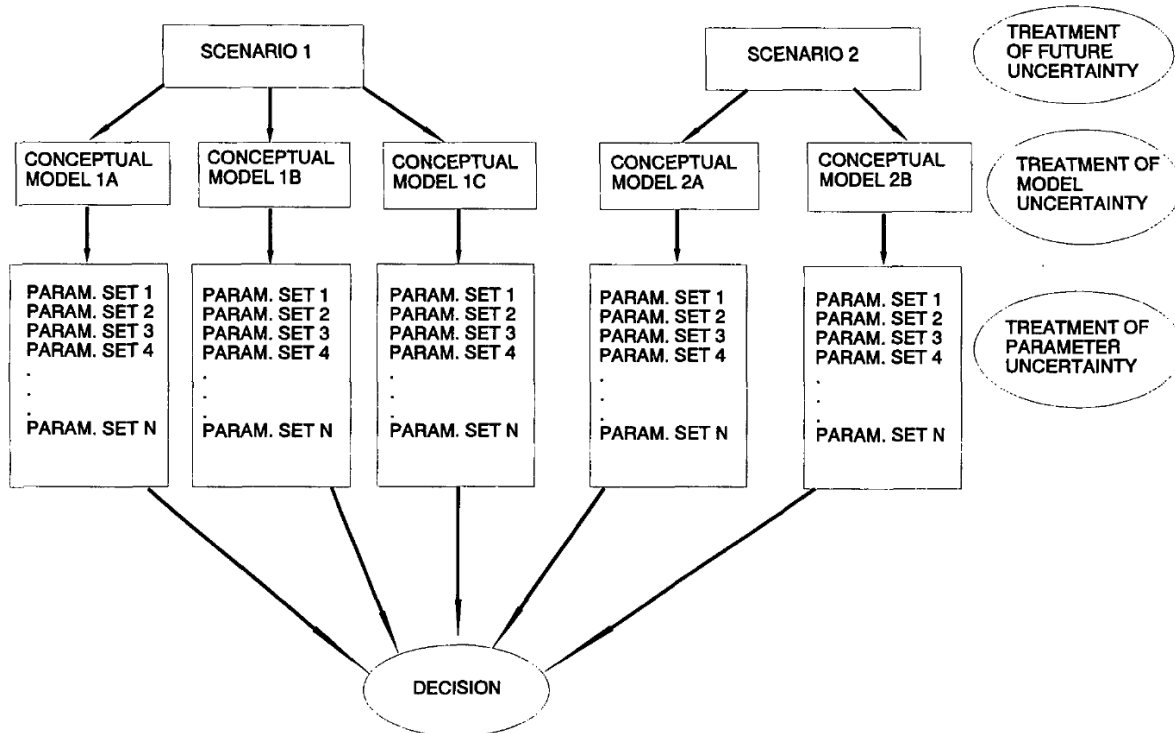 SCENARIO 1
SCENARIO 2
TREATMENT
OF FUTURE
UNCERTAINTY
CONCEPTUAL
MODEL 1A
CONCEPTUAL
MODEL 1B
CONCEPTUAL
MODEL 1C
CONCEPTUAL
MODEL 2A
CONCEPTUAL
MODEL 2B
TREATMENT OF
MODEL
UNCERTAINTY
PARAM. SET 1
PARAM. SET 2
PARAM. SET 3
PARAM. SET 4
.
.
.
PARAM. SET N
PARAM. SET 1
PARAM. SET 2
PARAM. SET 3
PARAM. SET 4
.
.
.
PARAM. SET N
PARAM. SET 1
PARAM. SET 2
PARAM. SET 3
PARAM. SET 4
.
.
.
PARAM. SET N
PARAM. SET 1
PARAM. SET 2
PARAM. SET 3
PARAM. SET 4
.
.
.
PARAM. SET N
PARAM. SET 1
PARAM. SET 2
PARAM. SET 3
PARAM. SET 4
.
.
.
PARAM. SET N
TREATMENT OF
PARAMETER
UNCERTAINTY
DECISION